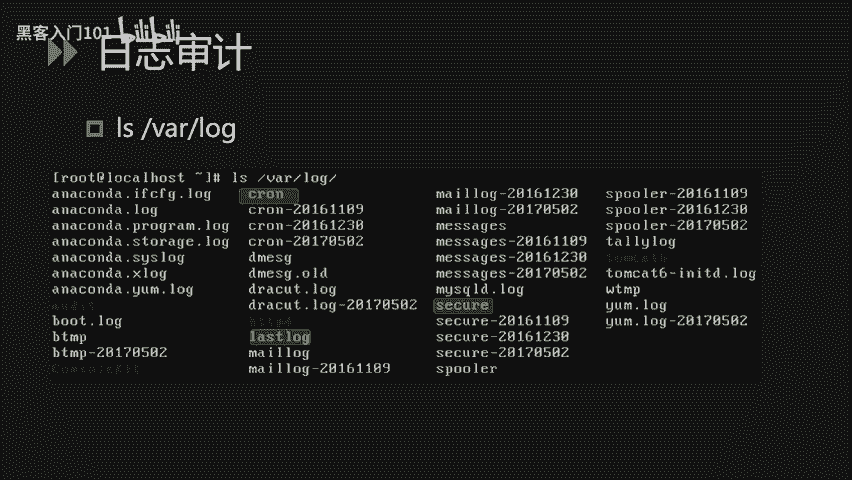 黑客入门101 bilibili
日志审计
ls /var/log
[root@localhost ~]# ls /var/log/
anaconda.ifcfg.log cron maillog-20161230 spooler-20161109
anaconda.log cron-20161109 maillog-20170502 spooler-20161230
anaconda.program.log cron-20161230 messages spooler-20170502
anaconda.storage.log cron-20170502 messages-20161109 tallylog
anaconda.syslog dmesg messages-20161230
anaconda.xlog dmesg.old messages-20170502 tomcat6-initd.log
anaconda.yum.log dracut.log mysqld.log wtmp
dracut.log-20170502 secure yum.log
boot.log secure-20161109 yum.log-20170502
btmp lastlog secure-20161230
btmp-20170502 maillog secure-20170502
maillog-20161109 spooler